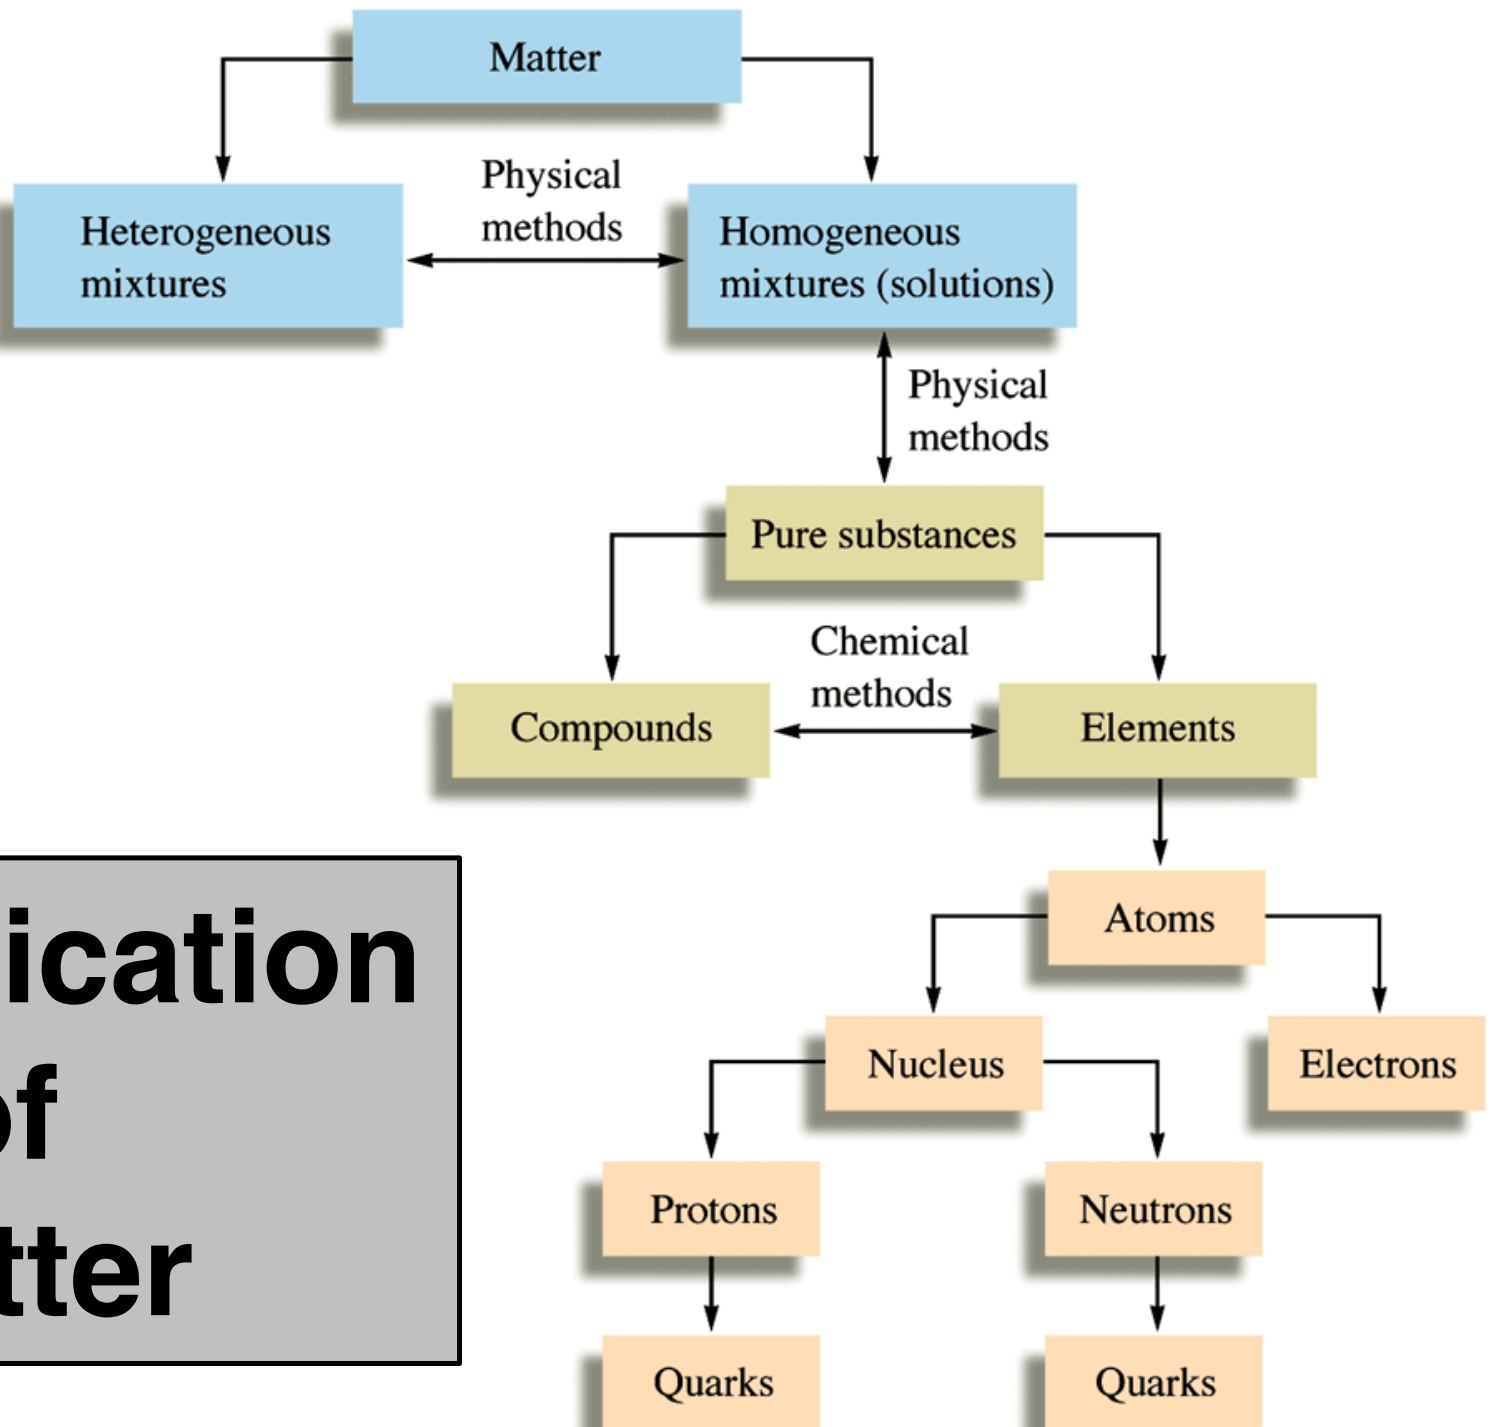 Matter
Physical
methods
Heterogeneous
mixtures
Homogeneous
mixtures (solutions)
Physical
methods
Pure substances
Chemical
methods
Compounds
Elements
Atoms
Nucleus
Electrons
Protons
Neutrons
Quarks
Quarks
ication
of
tter